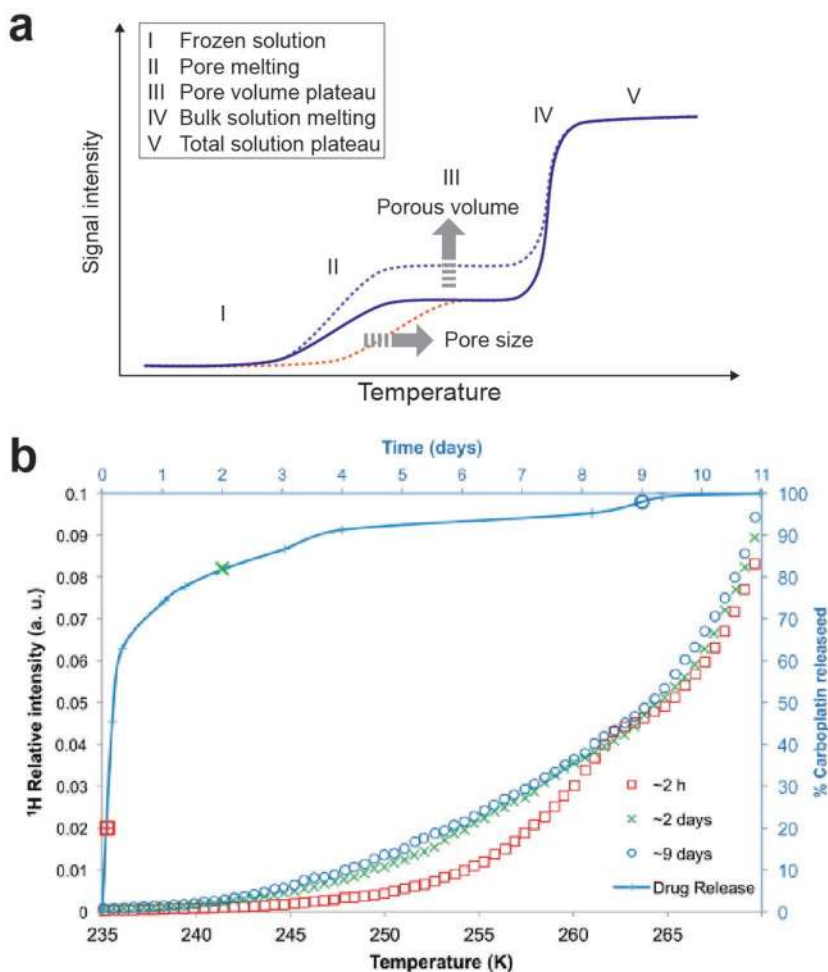 a
I Frozen solution
II Pore melting
III Pore volume plateau
IV Bulk solution melting
V Total solution plateau
Signal intensity
I
II
III
Porous volume
IV
V
Pore size
Temperature
b
Time (days)
0 1 2 3 4 5 6 7 8 9 10 11
0.1
0.09
0.08
0.07
0.06
0.05
0.04
0.03
0.02
0.01
0
¹H Relative intensity (a. u.)
100
90
80
70
60
50
40
30
20
10
0
% Carboplatin releaseed
~2 h
~2 days
~9 days
Drug Release
235 240 245 250 255 260 265
Temperature (K)